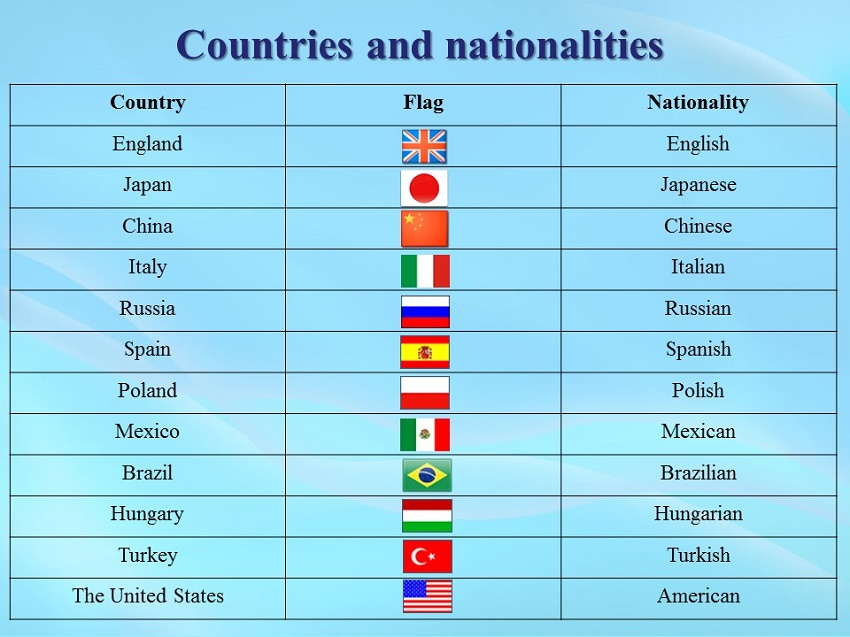 Countries and nationalities
Country Flag Nationality
England English
Japan Japanese
China Chinese
Italy Italian
Russia Russian
Spain Spanish
Poland Polish
Mexico Mexican
Brazil Brazilian
Hungary Hungarian
Turkey Turkish
The United States American